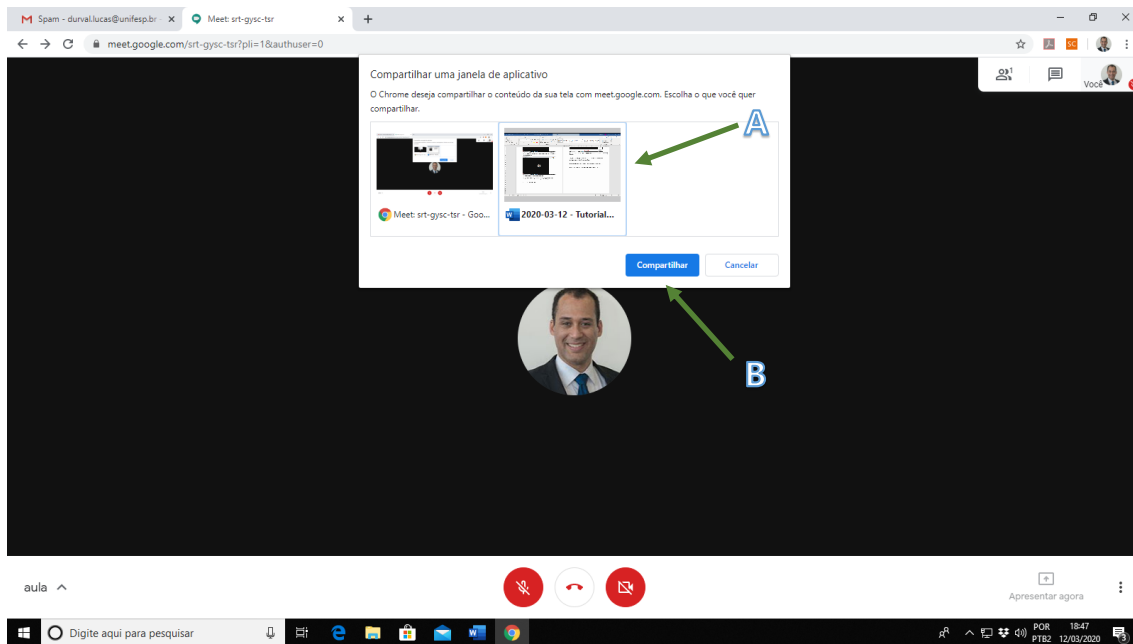 Spam - durval.lucas@unifesp.br -
Meet: srt-gysc-tsr
meet.google.com/srt-gysc-tsr?pli=1&authuser=0
SC
1
Você
Compartilhar uma janela de aplicativo
O Chrome deseja compartilhar o conteúdo da sua tela com meet.google.com. Escolha o que você quer
compartilhar.
A
Meet: srt-gysc-tsr - Goo...
2020-03-12 - Tutorial...
Compartilhar
Cancelar
B
aula
Apresentar agora
Digite aqui para pesquisar
POR
PTB2
18:47
12/03/2020
3